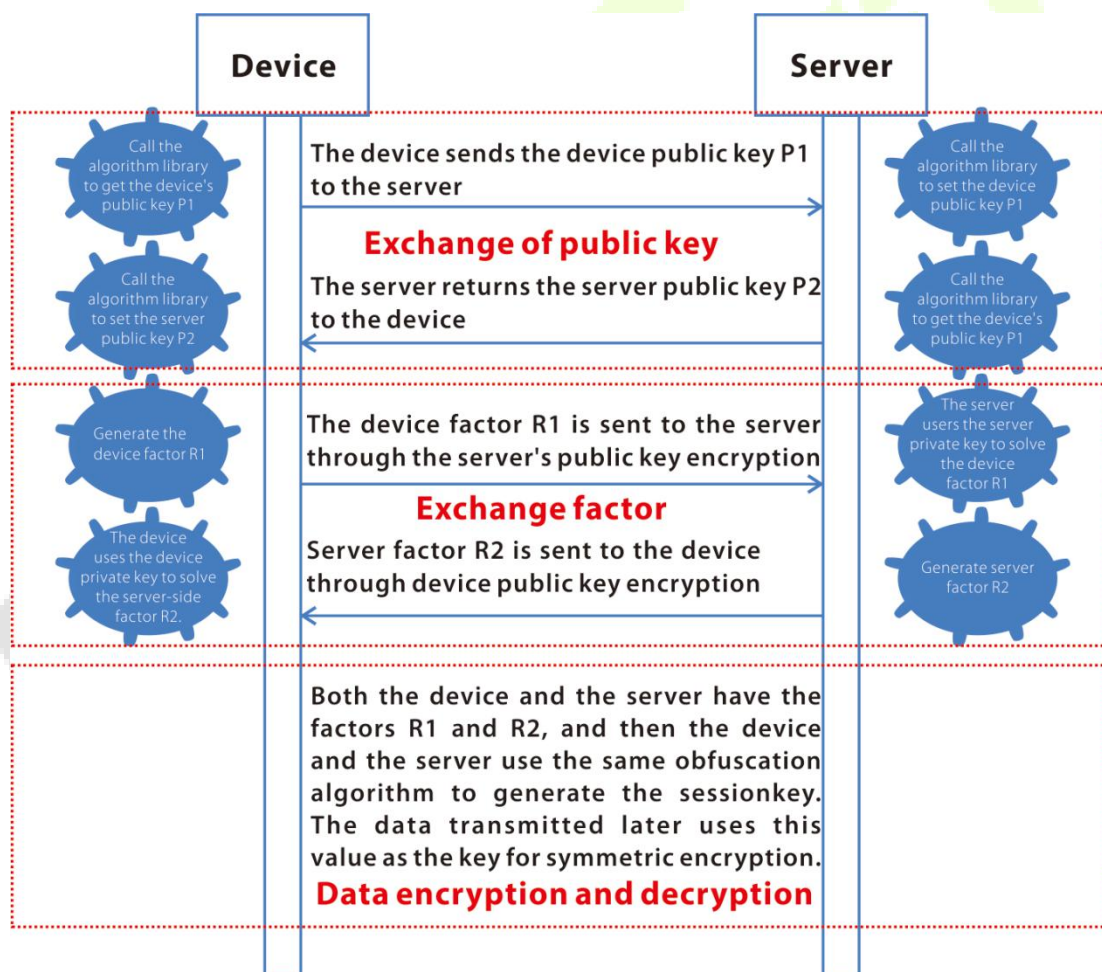 Device
Server
Call the
algorithm library
to get the device's
public key P1
The device sends the device public key P1
to the server
Call the
algorithm library
to set the device
public key P1
Exchange of public key
Call the
algorithm library
to set the server
public key P2
The server returns the server public key P2
to the device
Call the
algorithm library
to get the device's
public key P1
Generate the
device factor R1
The device factor R1 is sent to the server
through the server's public key encryption
The server
users the server
private key to solve
the device
factor R1
Exchange factor
The device
uses the device
private key to solve
the server-side
factor R2.
Server factor R2 is sent to the device
through device public key encryption
Generate server
factor R2
Both the device and the server have the
factors R1 and R2, and then the device
and the server use the same obfuscation
algorithm to generate the sessionkey.
The data transmitted later uses this
value as the key for symmetric encryption.
Data encryption and decryption